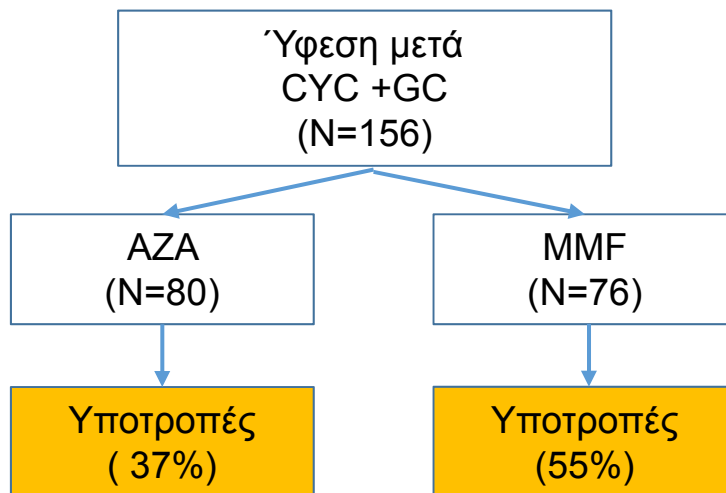 Ύφεση μετά
CYC +GC
(N=156)
AZA
(N=80)
MMF
(N=76)
Υποτροπές
( 37%)
Υποτροπές
(55%)